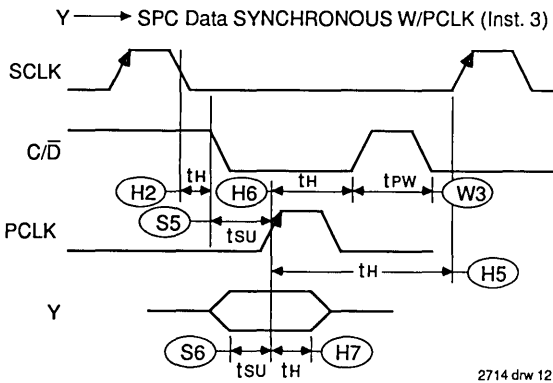 Y → SPC Data SYNCHRONOUS W/PCLK (Inst. 3)
SCLK
C/D̅
tH
tH
tPW
H2
H6
W3
S5
tSU
PCLK
tH
H5
Y
S6
tSU
tH
H7
2714 drw 12